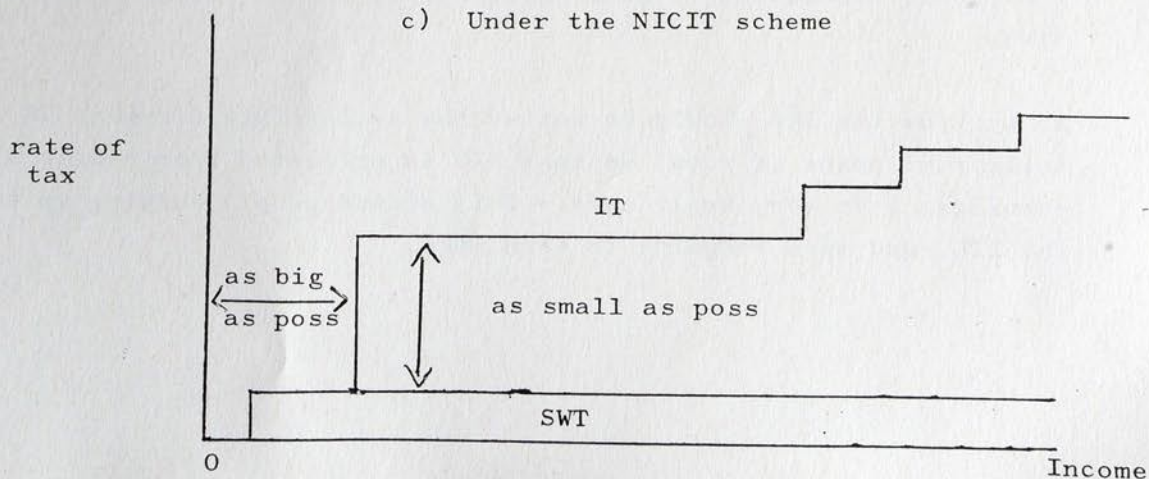 c) Under the NICIT scheme
rate of
tax
IT
as big
as poss
as small as poss
SWT
0
Income